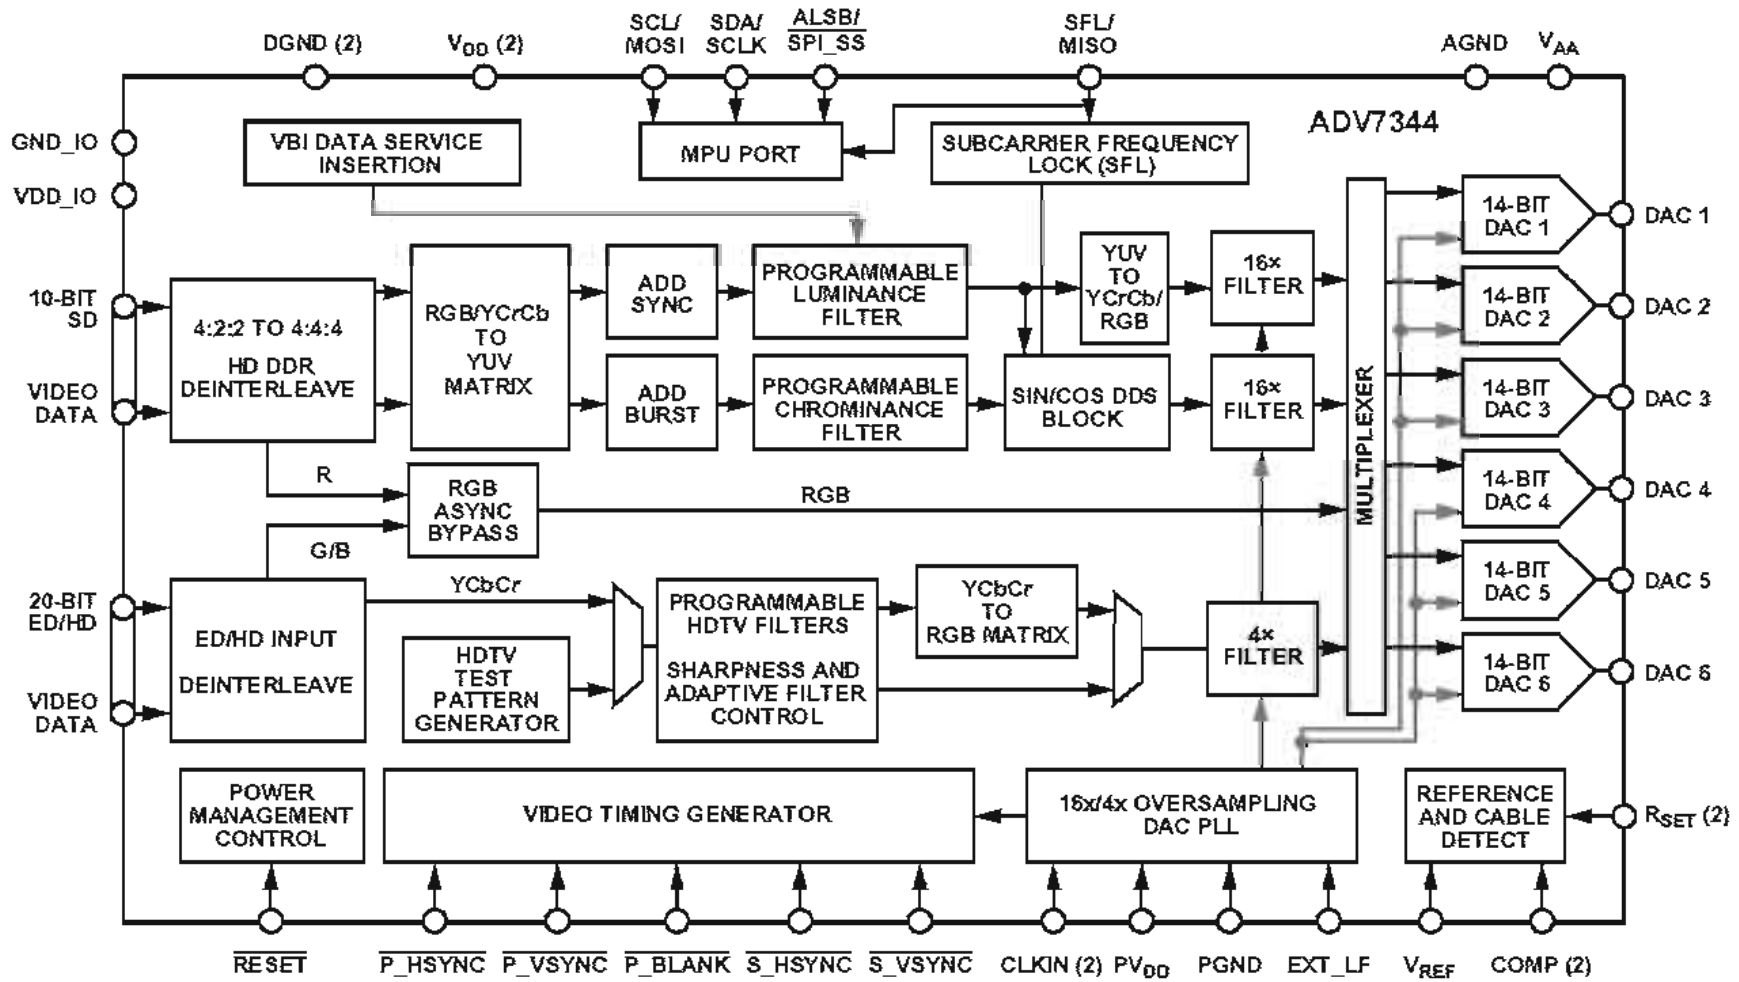 SCL/
MOSI
SDA/
SCLK
ALSB/
SPI_SS
SFL/
MISO
DGND (2)
VDD (2)
AGND
VAA
ADV7344
GND_IO
VDD_IO
VBI DATA SERVICE
INSERTION
MPU PORT
SUBCARRIER FREQUENCY
LOCK (SFL)
10-BIT
SD
VIDEO
DATA
4:2:2 TO 4:4:4
HD DDR
DEINTERLEAVE
RGB/YCrCb
TO
YUV
MATRIX
ADD
SYNC
PROGRAMMABLE
LUMINANCE
FILTER
YUV
TO
YCrCb/
RGB
16×
FILTER
ADD
BURST
PROGRAMMABLE
CHROMINANCE
FILTER
SIN/COS DDS
BLOCK
16×
FILTER
MULTIPLEXER
14-BIT
DAC 1
DAC 1
14-BIT
DAC 2
DAC 2
14-BIT
DAC 3
DAC 3
14-BIT
DAC 4
DAC 4
14-BIT
DAC 5
DAC 5
14-BIT
DAC 6
DAC 6
R
G/B
RGB
ASYNC
BYPASS
RGB
20-BIT
ED/HD
VIDEO
DATA
ED/HD INPUT
DEINTERLEAVE
YCbCr
HDTV
TEST
PATTERN
GENERATOR
PROGRAMMABLE
HDTV FILTERS
SHARPNESS AND
ADAPTIVE FILTER
CONTROL
YCbCr
TO
RGB MATRIX
4×
FILTER
POWER
MANAGEMENT
CONTROL
VIDEO TIMING GENERATOR
16x/4x OVERSAMPLING
DAC PLL
REFERENCE
AND CABLE
DETECT
RSET (2)
RESET
P_HSYNC
P_VSYNC
P_BLANK
S_HSYNC
S_VSYNC
CLKIN (2)
PVDD
PGND
EXT_LF
VREF
COMP (2)